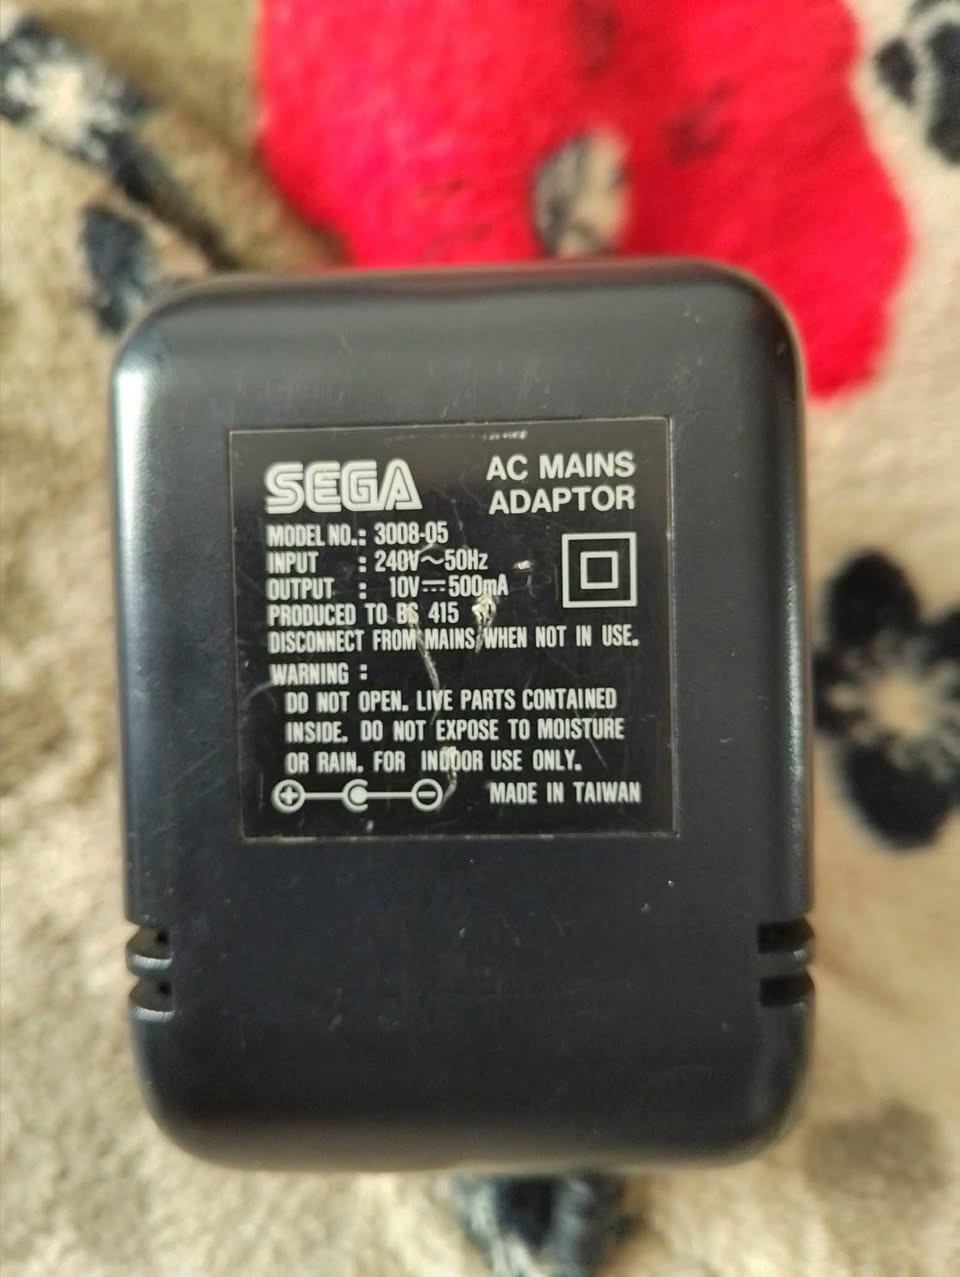 SEGA
AC MAINS
ADAPTOR
MODEL NO.: 3008-05
INPUT : 240V~50Hz
OUTPUT : 10V⎓500mA
PRODUCED TO BS 415
DISCONNECT FROM MAINS WHEN NOT IN USE.
WARNING :
DO NOT OPEN. LIVE PARTS CONTAINED
INSIDE. DO NOT EXPOSE TO MOISTURE
OR RAIN. FOR INDOOR USE ONLY.
MADE IN TAIWAN